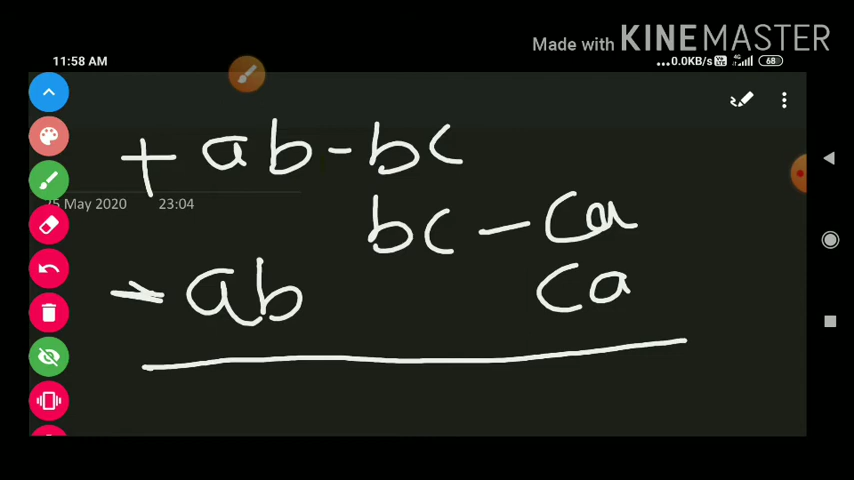 Made with KINEMASTER
11:58 AM
0.0KB/s 4G 68
+ ab - bc
25 May 2020 23:04
bc - ca
- ab ca